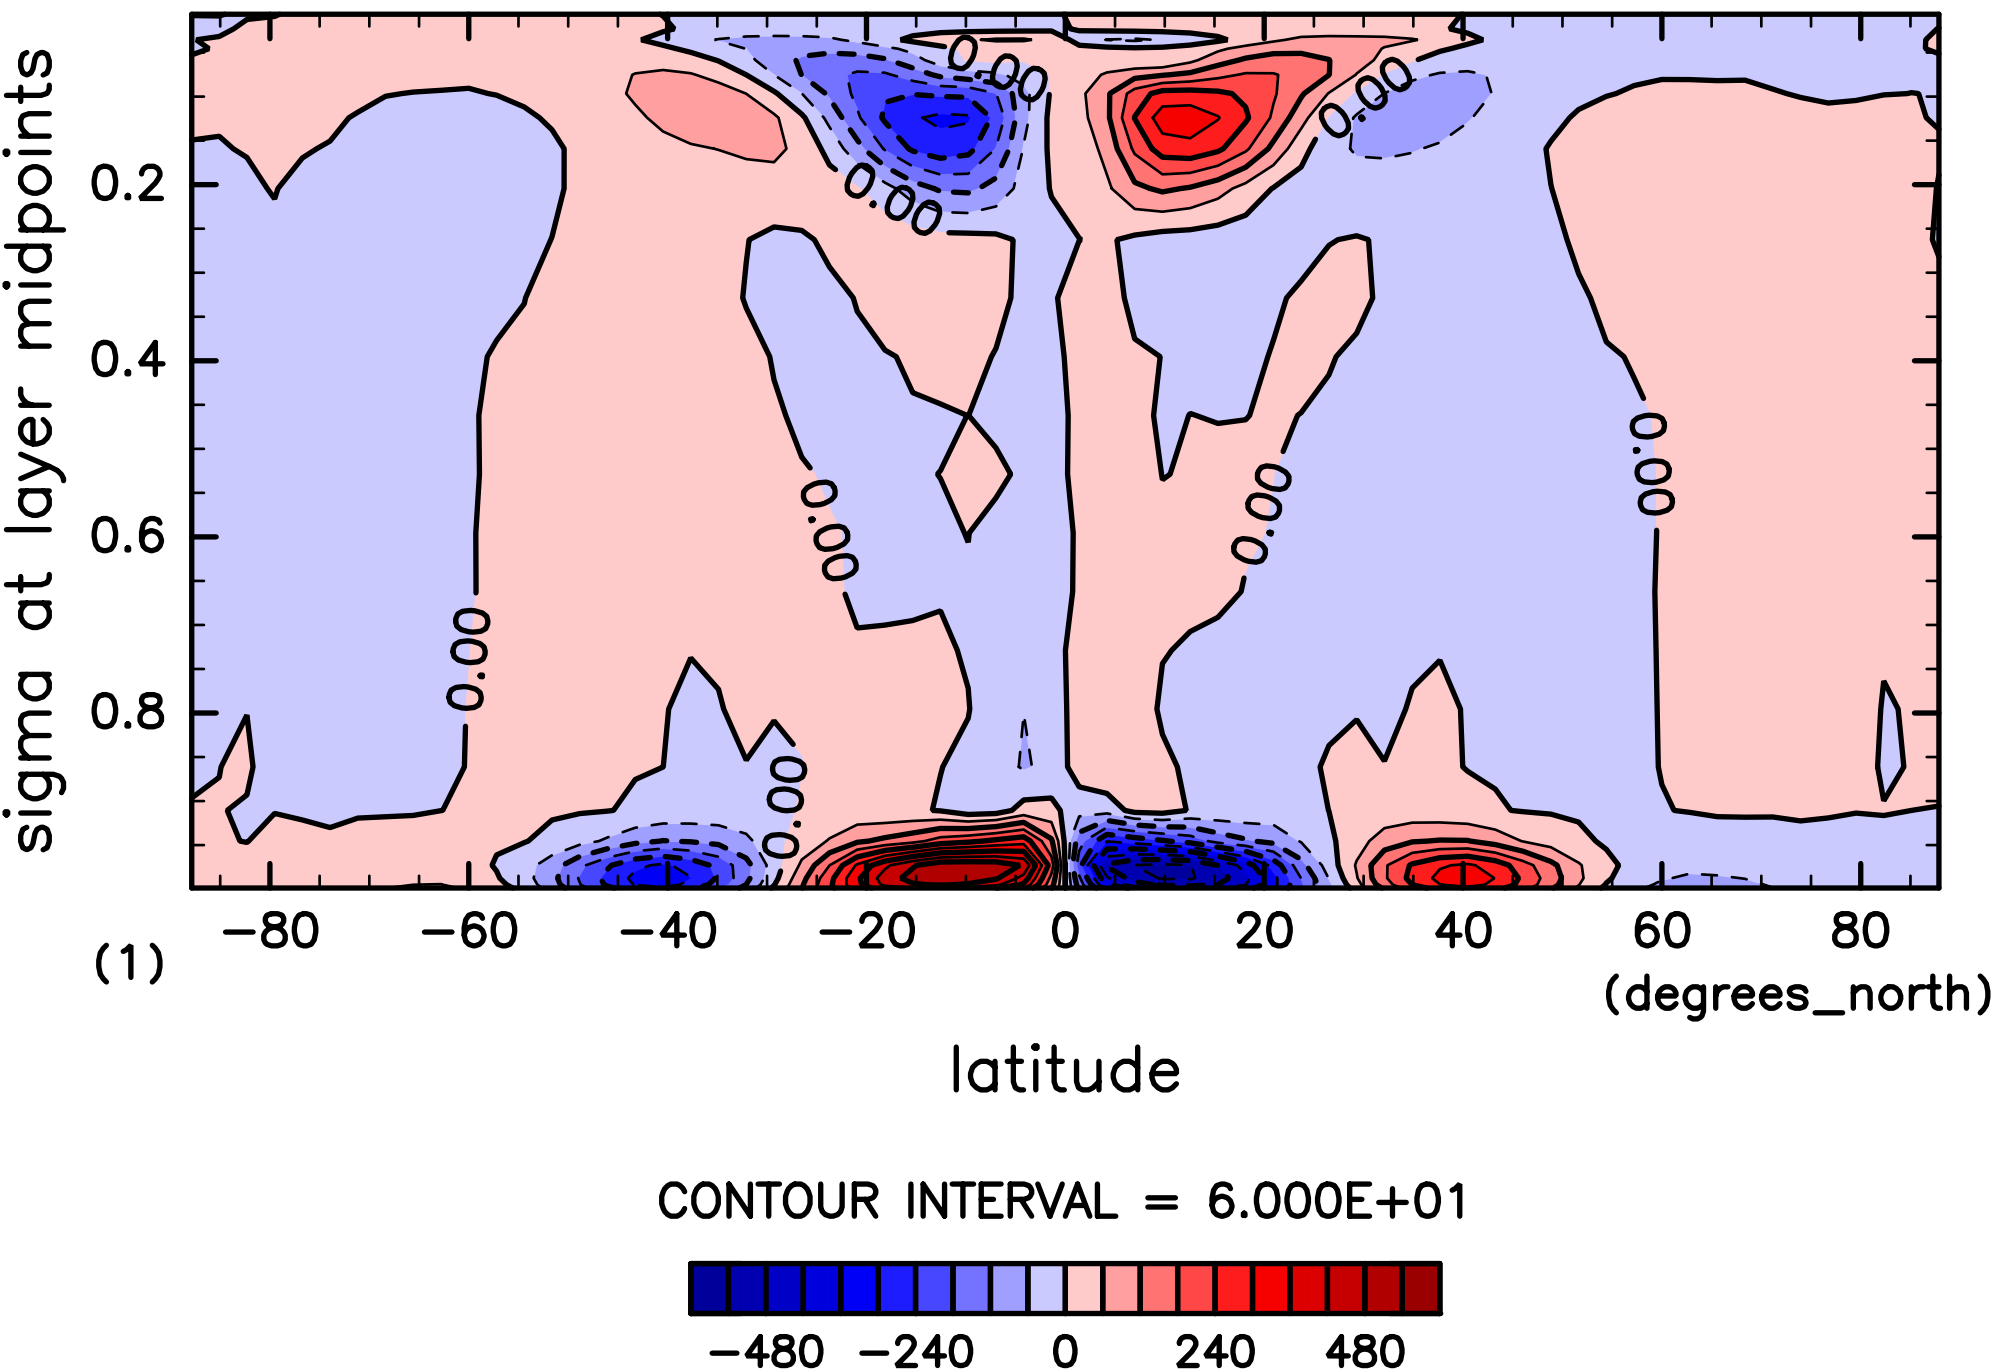 sigma at layer midpoints
0.2
0.4
0.6
0.8
0.00
0.00
0.00
0.00
0.00
0.00
0.00
0.00
−80 −60 −40 −20 0 20 40 60 80
(1)
(degrees_north)
latitude
CONTOUR INTERVAL = 6.000E+01
−480 −240 0 240 480